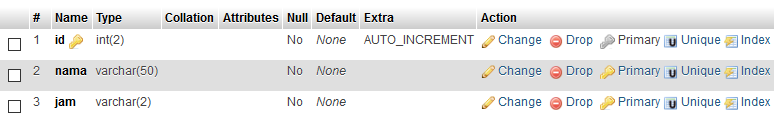 # Name Type Collation Attributes Null Default Extra Action
1 id int(2) No None AUTO_INCREMENT Change Drop Primary Unique Index
2 nama varchar(50) No None Change Drop Primary Unique Index
3 jam varchar(2) No None Change Drop Primary Unique Index